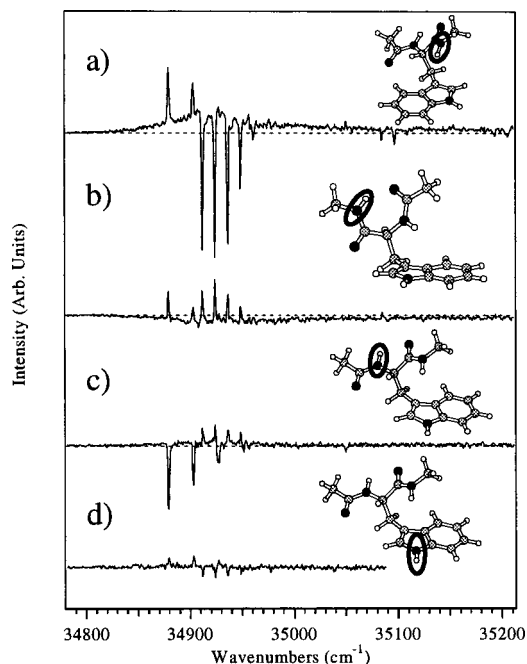 a)
b)
c)
d)
Intensity (Arb. Units)
34800 34900 35000 35100 35200
Wavenumbers (cm-1)